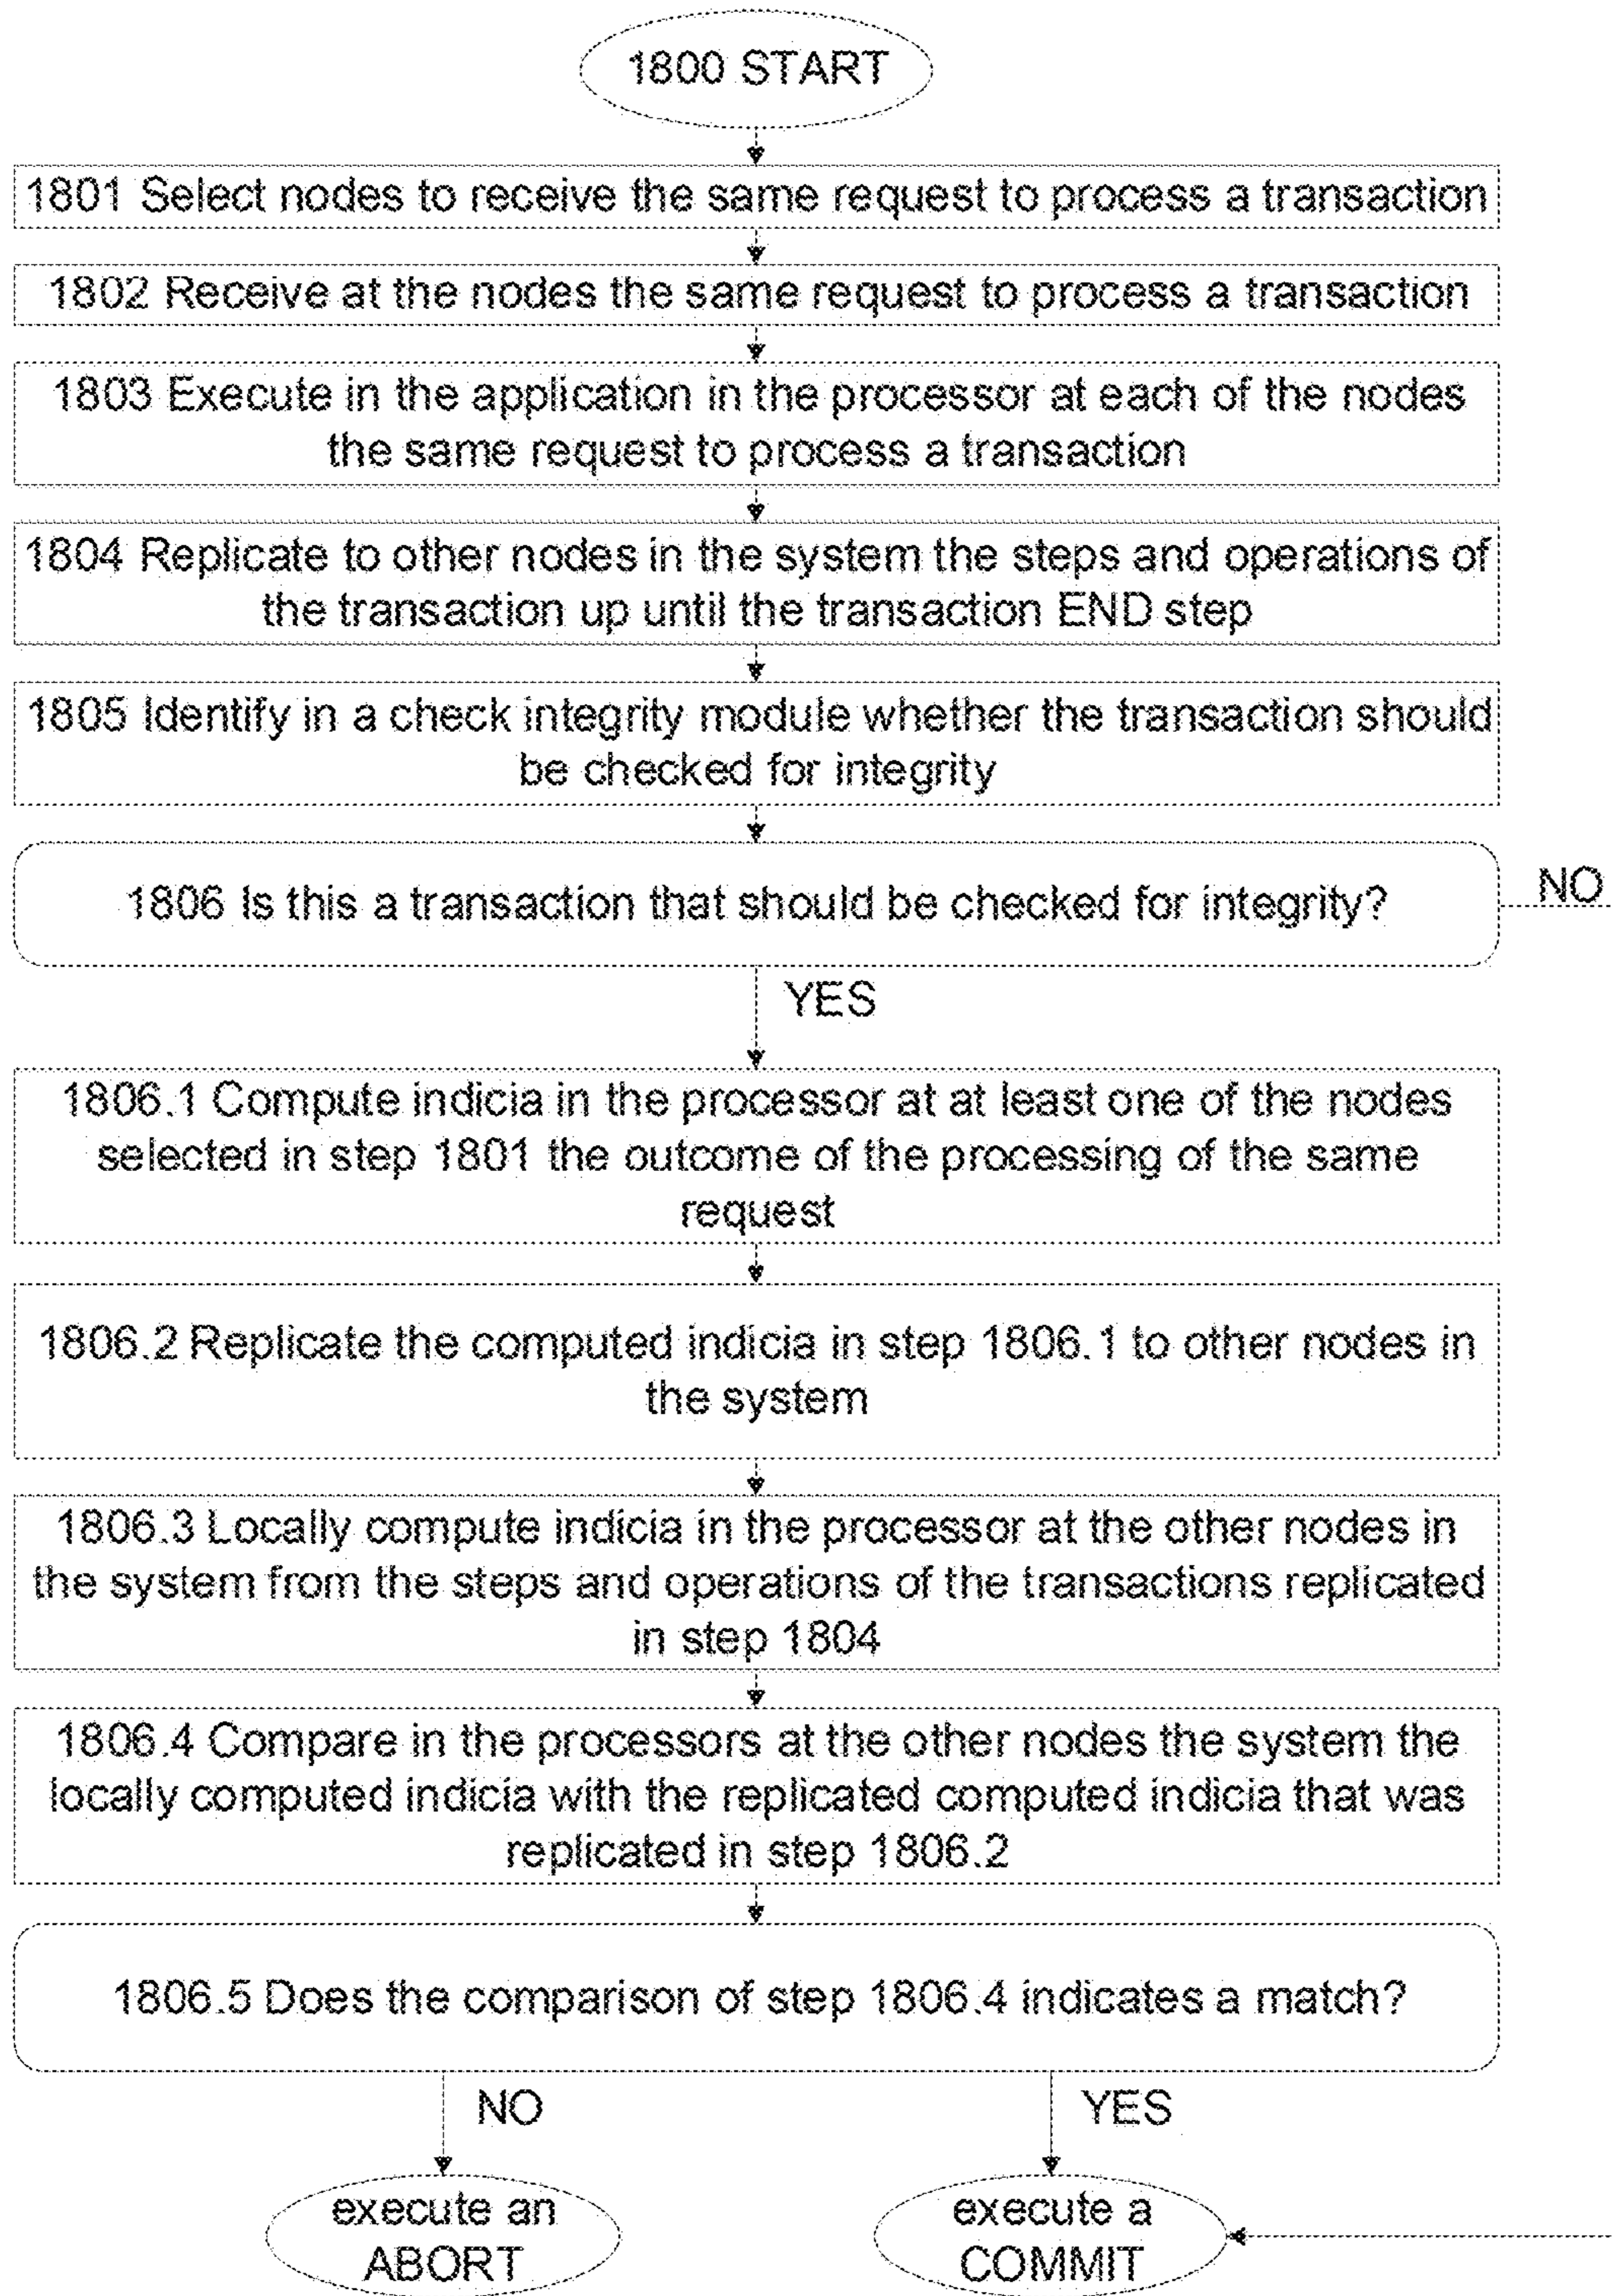 1800 START
1801 Select nodes to receive the same request to process a transaction
1802 Receive at the nodes the same request to process a transaction
1803 Execute in the application in the processor at each of the nodes
the same request to process a transaction
1804 Replicate to other nodes in the system the steps and operations of
the transaction up until the transaction END step
1805 Identify in a check integrity module whether the transaction should
be checked for integrity
1806 Is this a transaction that should be checked for integrity?
NO
YES
1806.1 Compute indicia in the processor at at least one of the nodes
selected in step 1801 the outcome of the processing of the same
request
1806.2 Replicate the computed indicia in step 1806.1 to other nodes in
the system
1806.3 Locally compute indicia in the processor at the other nodes in
the system from the steps and operations of the transactions replicated
in step 1804
1806.4 Compare in the processors at the other nodes the system the
locally computed indicia with the replicated computed indicia that was
replicated in step 1806.2
1806.5 Does the comparison of step 1806.4 indicates a match?
NO
YES
execute an
ABORT
execute a
COMMIT